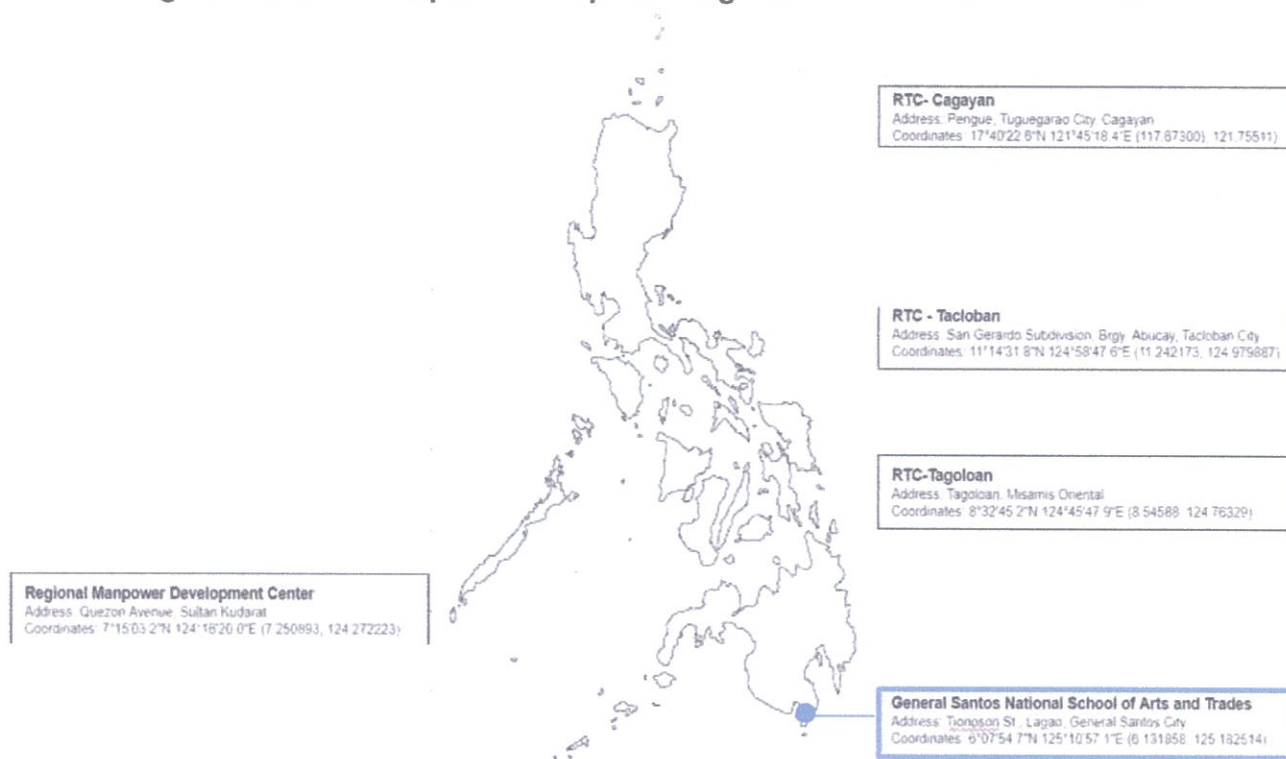 RTC- Cagayan
Address: Pengue, Tuguegarao City, Cagayan
Coordinates: 17°40'22.6"N 121°45'18.4"E (117.67300), 121.75511)
RTC - Tacloban
Address: San Gerardo Subdivision, Brgy. Abucay, Tacloban City
Coordinates: 11°14'31.8"N 124°58'47.6"E (11.242173, 124.979887)
RTC-Tagoloan
Address: Tagoloan, Misamis Oriental
Coordinates: 8°32'45.2"N 124°45'47.9"E (8.54588, 124.76329)
Regional Manpower Development Center
Address: Quezon Avenue, Sultan Kudarat
Coordinates: 7°15'03.2"N 124°16'20.0"E (7.250893, 124.272223)
General Santos National School of Arts and Trades
Address: Tiongson St., Lagao, General Santos City
Coordinates: 6°07'54.7"N 125°10'57.1"E (6.131858, 125.182514)